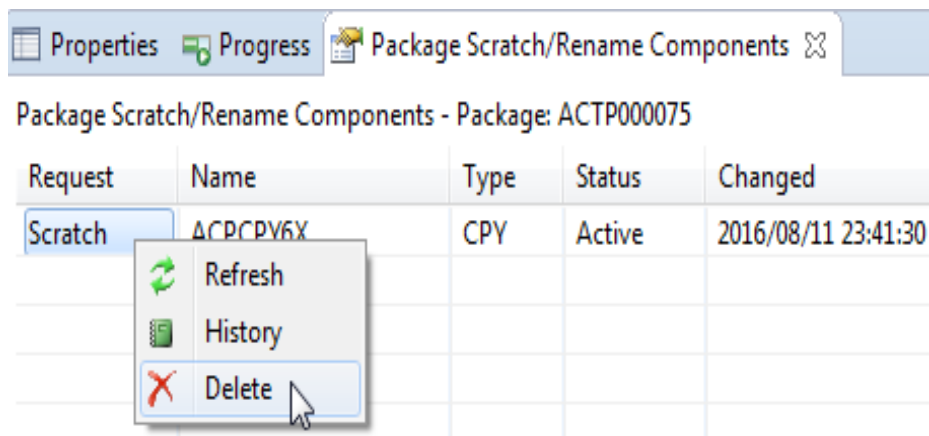 Properties Progress Package Scratch/Rename Components
Package Scratch/Rename Components - Package: ACTP000075
Request Name Type Status Changed
Scratch ACPCPY6X CPY Active 2016/08/11 23:41:30
Refresh
History
Delete